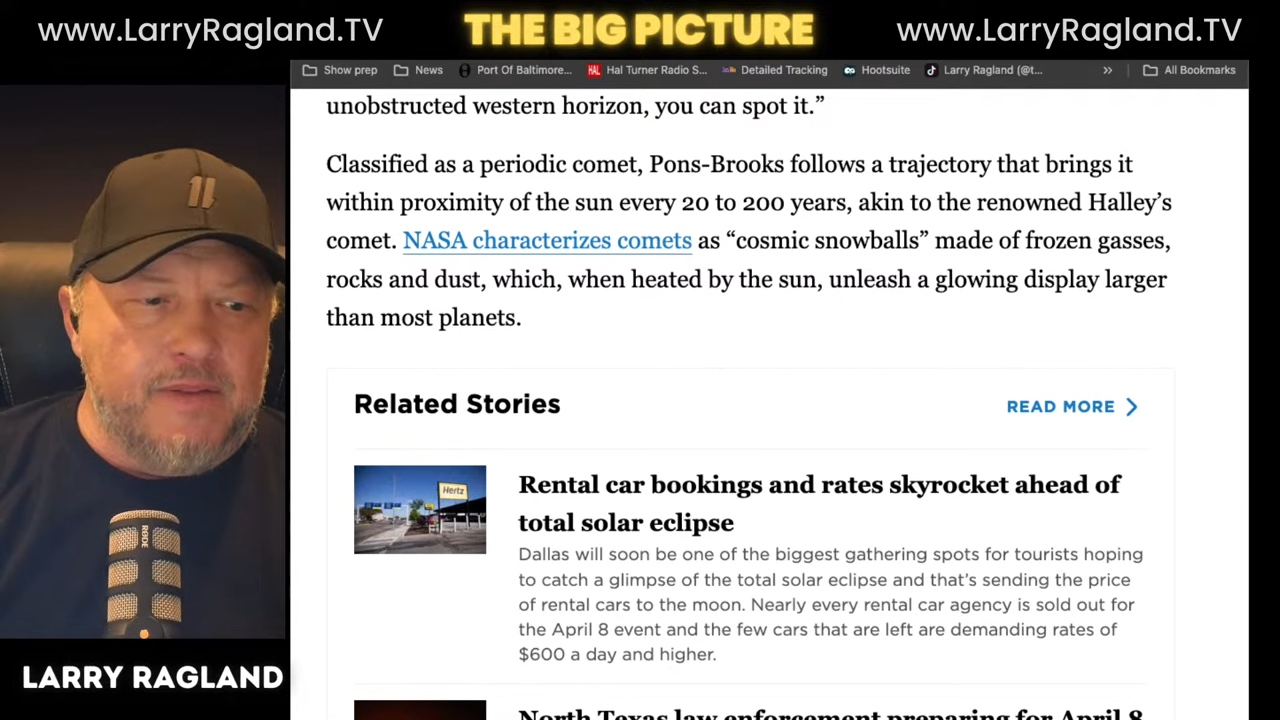 www.LarryRagland.TV
THE BIG PICTURE
www.LarryRagland.TV
Show prep
News
Port Of Baltimore...
HAL
Hal Turner Radio S...
Detailed Tracking
Hootsuite
Larry Ragland (@t...
»
All Bookmarks
unobstructed western horizon, you can spot it.”
Classified as a periodic comet, Pons-Brooks follows a trajectory that brings it
within proximity of the sun every 20 to 200 years, akin to the renowned Halley’s
comet. NASA characterizes comets as “cosmic snowballs” made of frozen gasses,
rocks and dust, which, when heated by the sun, unleash a glowing display larger
than most planets.
Related Stories
READ MORE
Hertz
Rental car bookings and rates skyrocket ahead of
total solar eclipse
Dallas will soon be one of the biggest gathering spots for tourists hoping
to catch a glimpse of the total solar eclipse and that’s sending the price
of rental cars to the moon. Nearly every rental car agency is sold out for
the April 8 event and the few cars that are left are demanding rates of
$600 a day and higher.
North Texas law enforcement preparing for April 8
RØDE
LARRY RAGLAND